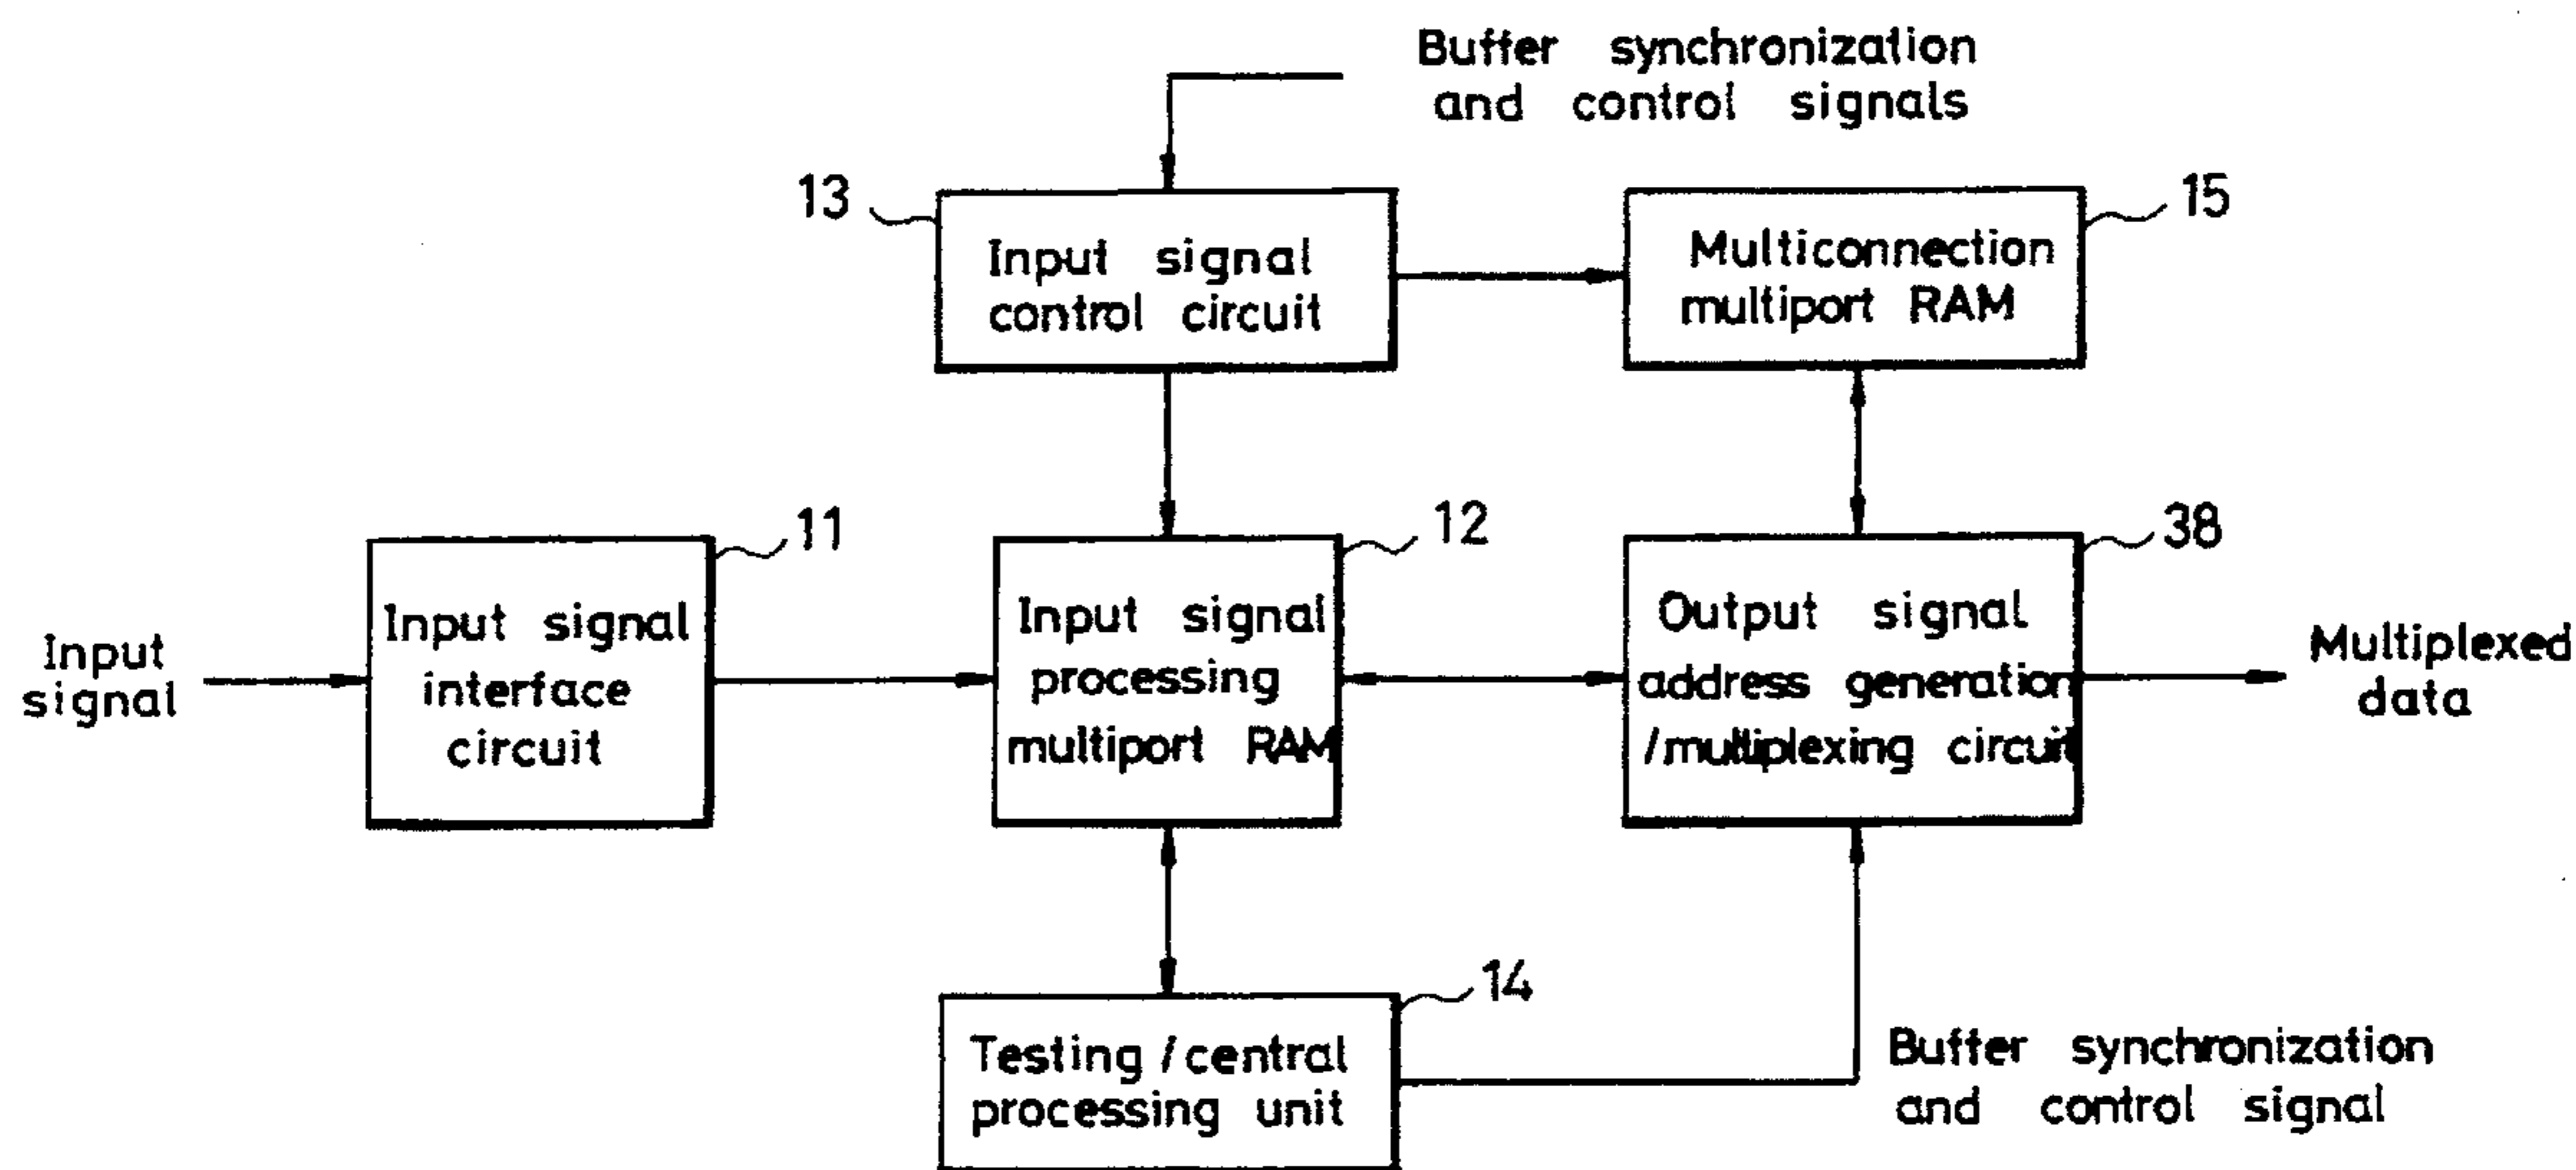 Buffer synchronization
and control signals
13
Input signal
control circuit
15
Multiconnection
multiport RAM
Input
signal
11
Input signal
interface
circuit
12
Input signal
processing
multiport RAM
38
Output signal
address generation
/multiplexing circuit
Multiplexed
data
14
Testing /central
processing unit
Buffer synchronization
and control signal